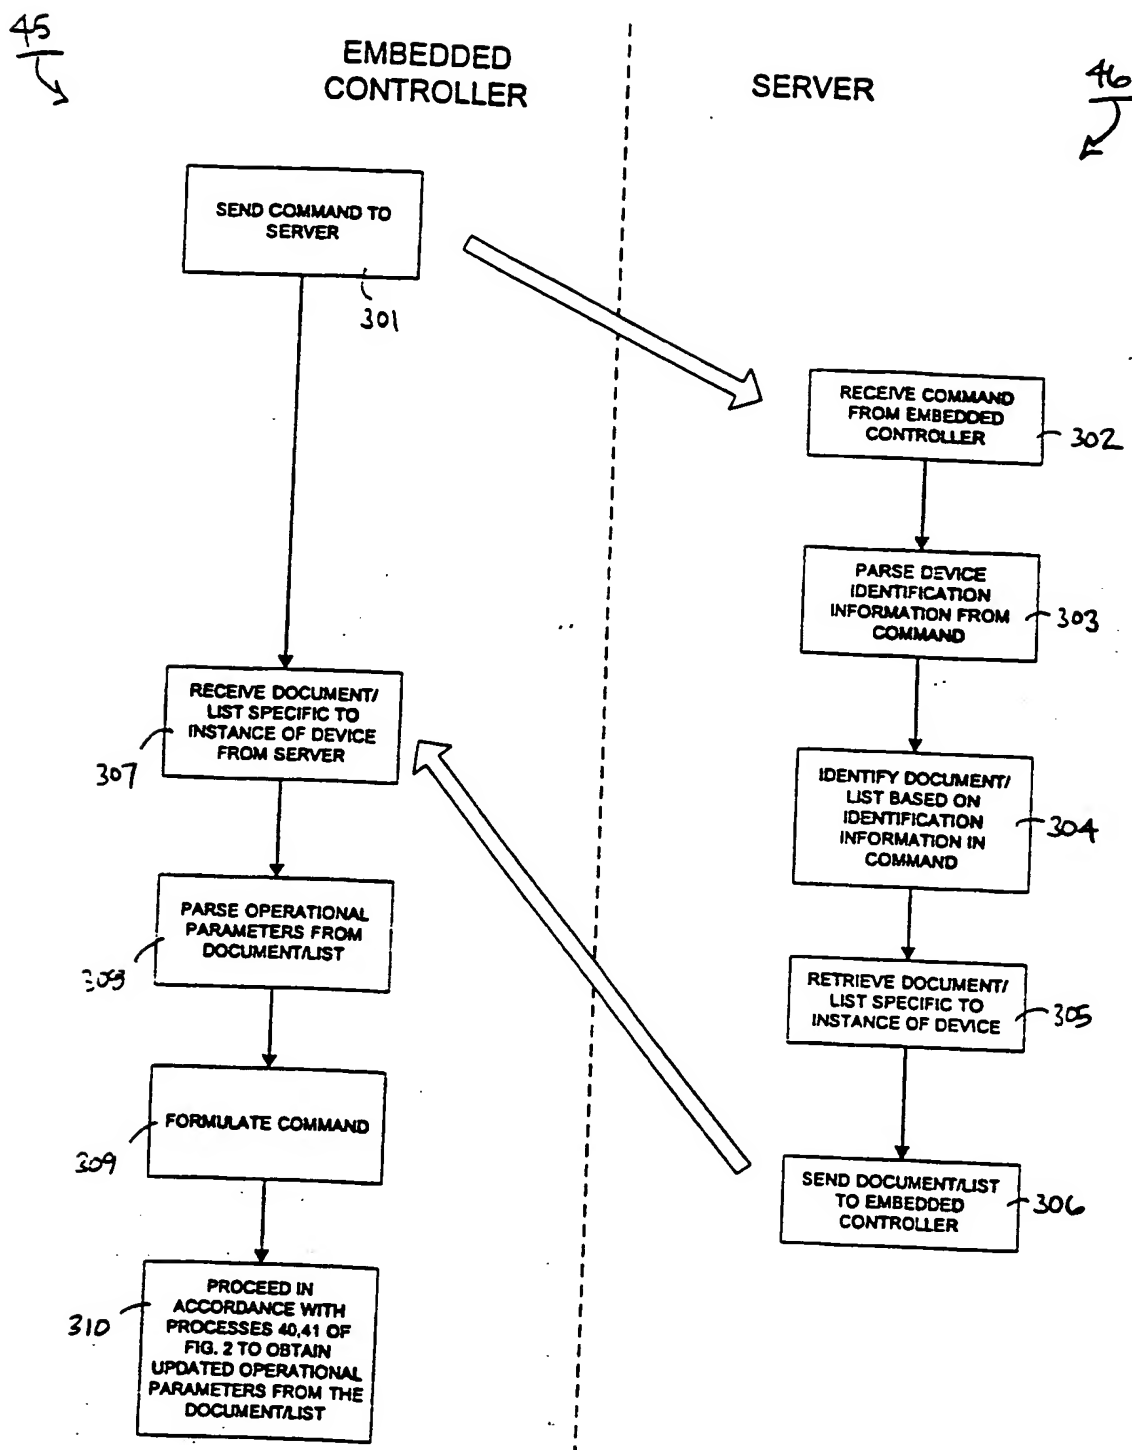 45
EMBEDDED
CONTROLLER
SERVER
46
SEND COMMAND TO
SERVER
301
RECEIVE COMMAND
FROM EMBEDDED
CONTROLLER
302
PARSE DEVICE
IDENTIFICATION
INFORMATION FROM
COMMAND
303
IDENTIFY DOCUMENT/
LIST BASED ON
IDENTIFICATION
INFORMATION IN
COMMAND
304
RETRIEVE DOCUMENT/
LIST SPECIFIC TO
INSTANCE OF DEVICE
305
SEND DOCUMENT/LIST
TO EMBEDDED
CONTROLLER
306
RECEIVE DOCUMENT/
LIST SPECIFIC TO
INSTANCE OF DEVICE
FROM SERVER
307
PARSE OPERATIONAL
PARAMETERS FROM
DOCUMENT/LIST
308
FORMULATE COMMAND
309
PROCEED IN
ACCORDANCE WITH
PROCESSES 40,41 OF
FIG. 2 TO OBTAIN
UPDATED OPERATIONAL
PARAMETERS FROM THE
DOCUMENT/LIST
310